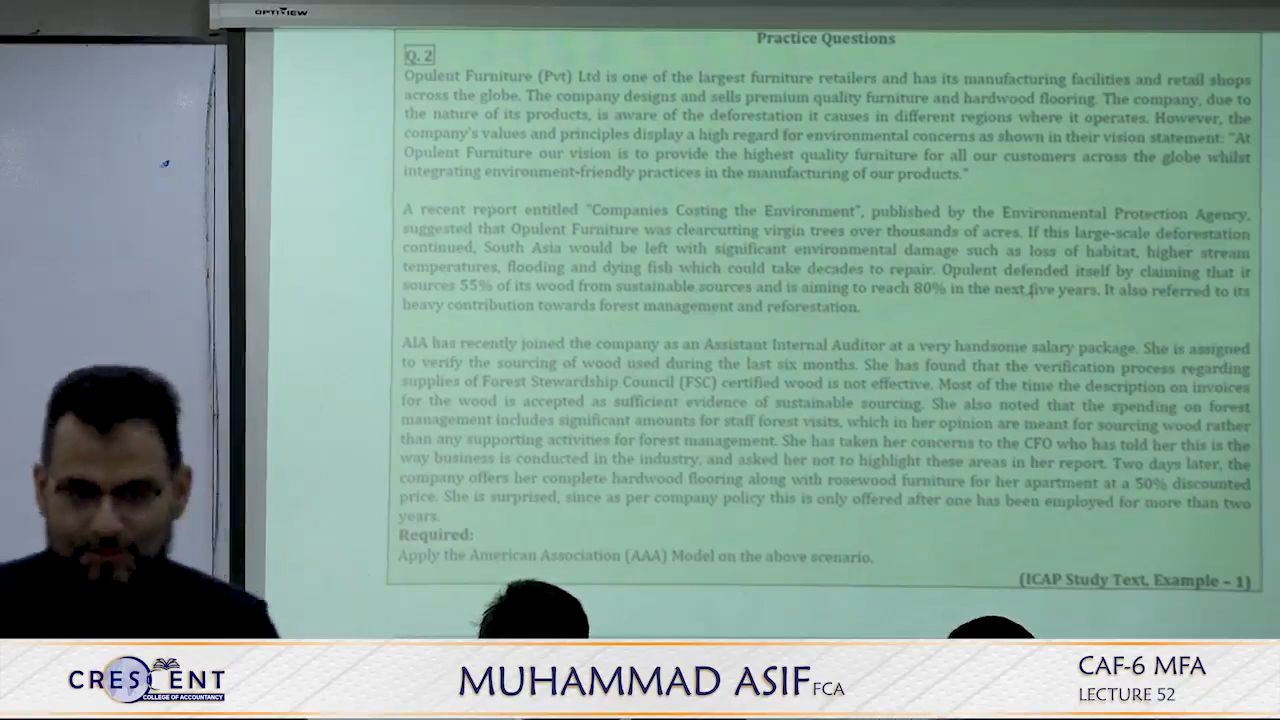 OPTIVIEW
Practice Questions
Q. 2
Opulent Furniture (Pvt) Ltd is one of the largest furniture retailers and has its manufacturing facilities and retail shops
across the globe. The company designs and sells premium quality furniture and hardwood flooring. The company, due to
the nature of its products, is aware of the deforestation it causes in different regions where it operates. However, the
company's values and principles display a high regard for environmental concerns as shown in their vision statement: "At
Opulent Furniture our vision is to provide the highest quality furniture for all our customers across the globe whilst
integrating environment-friendly practices in the manufacturing of our products."
A recent report entitled "Companies Costing the Environment", published by the Environmental Protection Agency,
suggested that Opulent Furniture was clearcutting virgin trees over thousands of acres. If this large-scale deforestation
continued, South Asia would be left with significant environmental damage such as loss of habitat, higher stream
temperatures, flooding and dying fish which could take decades to repair. Opulent defended itself by claiming that it
sources 55% of its wood from sustainable sources and is aiming to reach 80% in the next five years. It also referred to its
heavy contribution towards forest management and reforestation.
AIA has recently joined the company as an Assistant Internal Auditor at a very handsome salary package. She is assigned
to verify the sourcing of wood used during the last six months. She has found that the verification process regarding
supplies of Forest Stewardship Council (FSC) certified wood is not effective. Most of the time the description on invoices
for the wood is accepted as sufficient evidence of sustainable sourcing. She also noted that the spending on forest
management includes significant amounts for staff forest visits, which in her opinion are meant for sourcing wood rather
than any supporting activities for forest management. She has taken her concerns to the CFO who has told her this is the
way business is conducted in the industry, and asked her not to highlight these areas in her report. Two days later, the
company offers her complete hardwood flooring along with rosewood furniture for her apartment at a 50% discounted
price. She is surprised, since as per company policy this is only offered after one has been employed for more than two
years.
Required:
Apply the American Association (AAA) Model on the above scenario.
(ICAP Study Text, Example – 1)
CRESCENT
COLLEGE OF ACCOUNTANCY
MUHAMMAD ASIF FCA
CAF-6 MFA
LECTURE 52